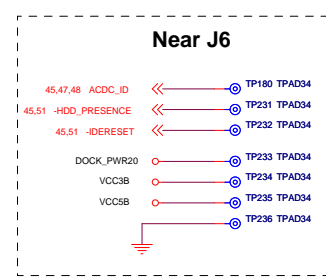 Near J6
45,47,48 ACDC_ID TP180 TPAD34
45,51 -HDD_PRESENCE TP231 TPAD34
45,51 -IDERESET TP232 TPAD34
DOCK_PWR20 TP233 TPAD34
VCC3B TP234 TPAD34
VCC5B TP235 TPAD34
TP236 TPAD34